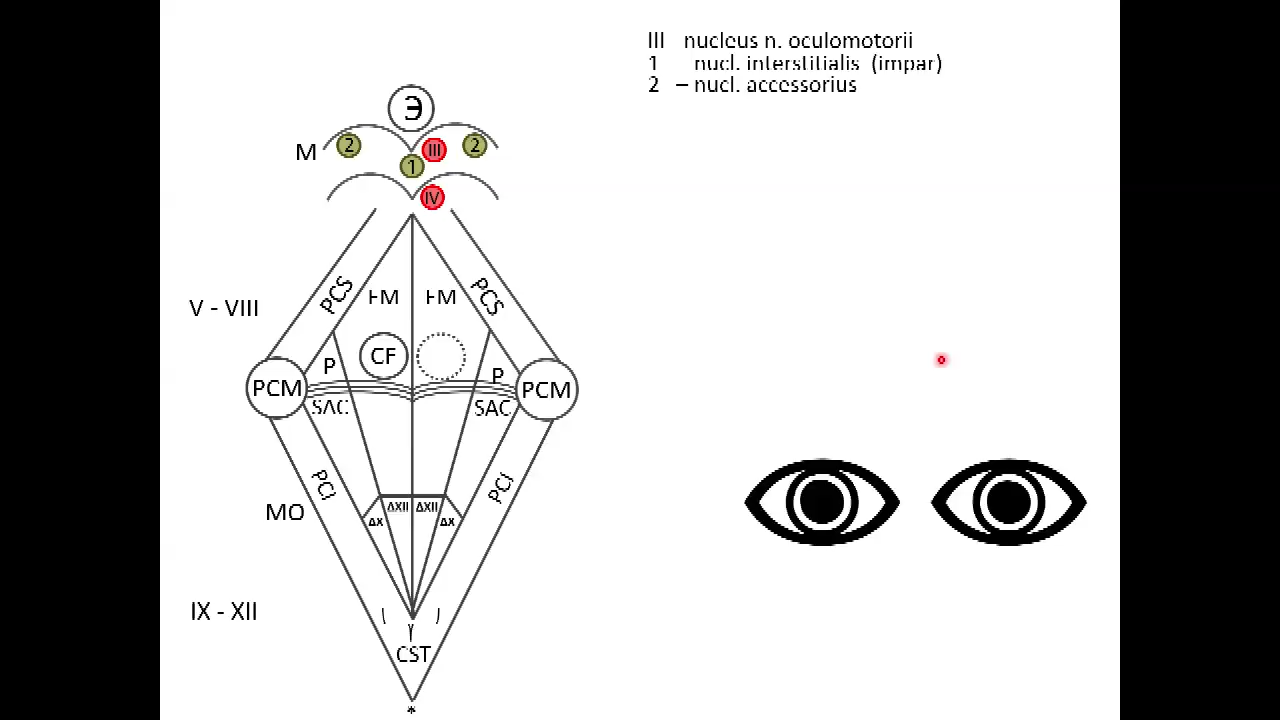 III nucleus n. oculomotorii
1 nucl. interstitialis (impar)
2 – nucl. accessorius
Э
M 2 III 2
1
IV
PCS PCS
V - VIII FM FM
P CF P
PCM PCM
SAC SAC
PCI PCI
MO ΔX ΔXII ΔXII ΔX
IX - XII
CST
*